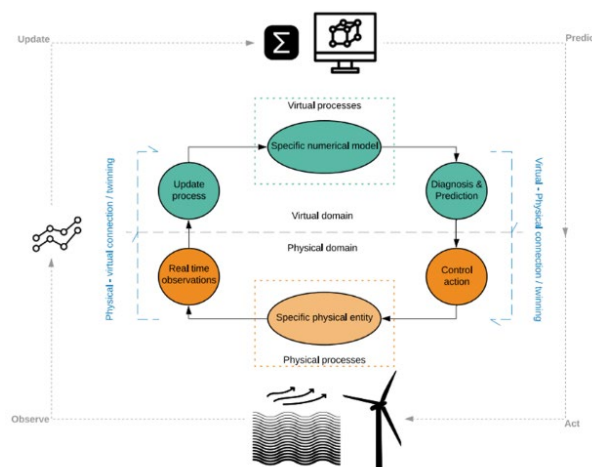 Update
Σ
Predict
Virtual processes
Specific numerical model
Update
process
Diagnosis &
Prediction
Physical - virtual connection / twinning
Virtual - Physical connection / twinning
Virtual domain
Physical domain
Real time
observations
Control
action
Specific physical entity
Physical processes
Observe
Act